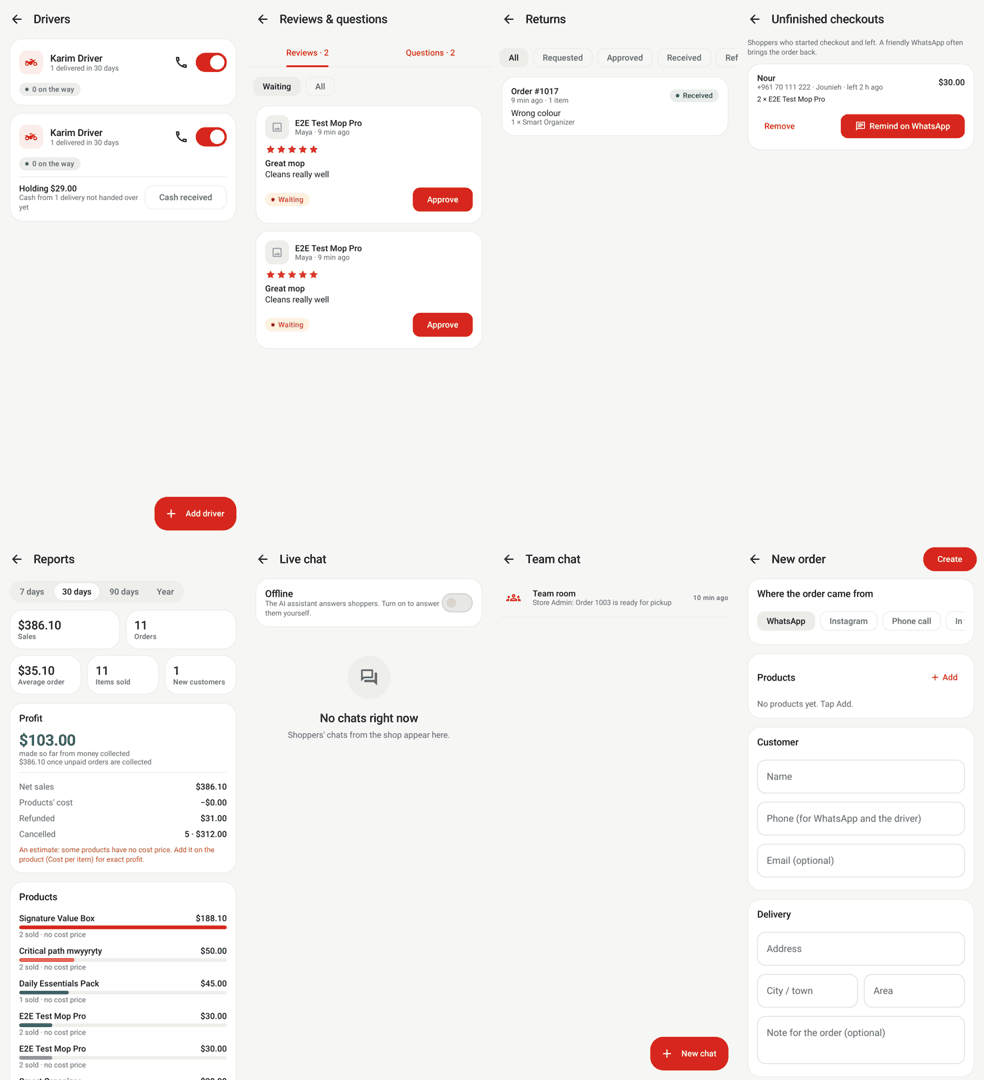 Drivers
Karim Driver
1 delivered in 30 days
0 on the way
Karim Driver
1 delivered in 30 days
0 on the way
Holding $29.00
Cash from 1 delivery not handed over
yet
Cash received
Add driver
Reviews & questions
Reviews · 2
Questions · 2
Waiting
All
E2E Test Mop Pro
Maya · 9 min ago
Great mop
Cleans really well
Waiting
Approve
E2E Test Mop Pro
Maya · 9 min ago
Great mop
Cleans really well
Waiting
Approve
Returns
All
Requested
Approved
Received
Ref
Order #1017
9 min ago · 1 item
Received
Wrong colour
1 × Smart Organizer
Unfinished checkouts
Shoppers who started checkout and left. A friendly WhatsApp often
brings the order back.
Nour
+961 70 111 222 · Jounieh · left 2 h ago
$30.00
2 × E2E Test Mop Pro
Remove
Remind on WhatsApp
Reports
7 days
30 days
90 days
Year
$386.10
Sales
11
Orders
$35.10
Average order
11
Items sold
1
New customers
Profit
$103.00
made so far from money collected
$386.10 once unpaid orders are collected
Net sales $386.10
Products' cost −$0.00
Refunded $31.00
Cancelled 5 · $312.00
An estimate: some products have no cost price. Add it on the
product (Cost per item) for exact profit.
Products
Signature Value Box $188.10
2 sold · no cost price
Critical path mwyyryty $50.00
2 sold · no cost price
Daily Essentials Pack $45.00
1 sold · no cost price
E2E Test Mop Pro $30.00
2 sold · no cost price
E2E Test Mop Pro $30.00
2 sold · no cost price
Live chat
Offline
The AI assistant answers shoppers. Turn on to answer
them yourself.
No chats right now
Shoppers' chats from the shop appear here.
Team chat
Team room
Store Admin: Order 1003 is ready for pickup
10 min ago
New chat
New order
Create
Where the order came from
WhatsApp
Instagram
Phone call
In
Products
Add
No products yet. Tap Add.
Customer
Name
Phone (for WhatsApp and the driver)
Email (optional)
Delivery
Address
City / town
Area
Note for the order (optional)